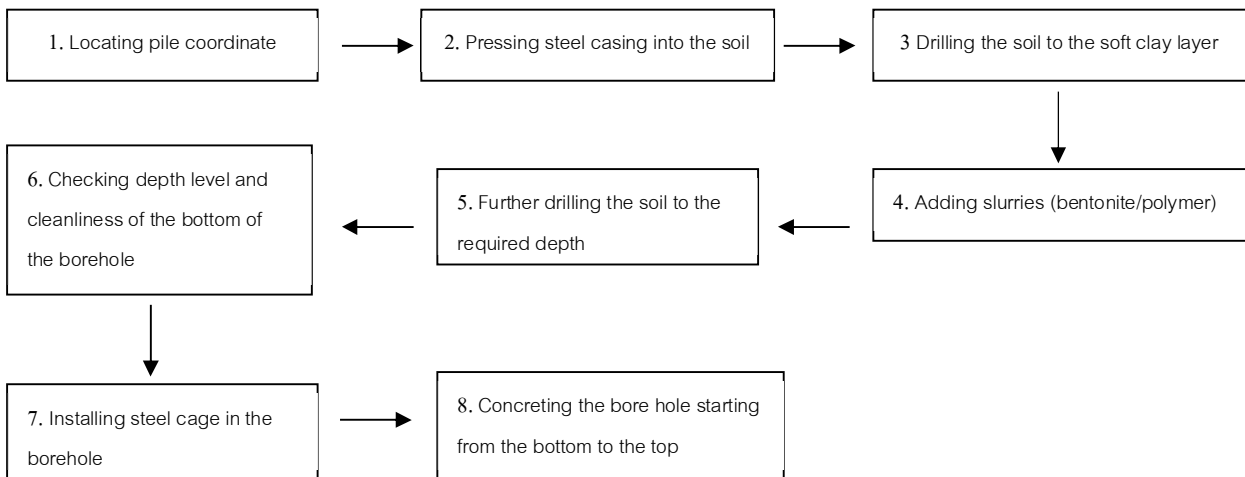 1. Locating pile coordinate
2. Pressing steel casing into the soil
3 Drilling the soil to the soft clay layer
4. Adding slurries (bentonite/polymer)
5. Further drilling the soil to the
required depth
6. Checking depth level and
cleanliness of the bottom of
the borehole
7. Installing steel cage in the
borehole
8. Concreting the bore hole starting
from the bottom to the top